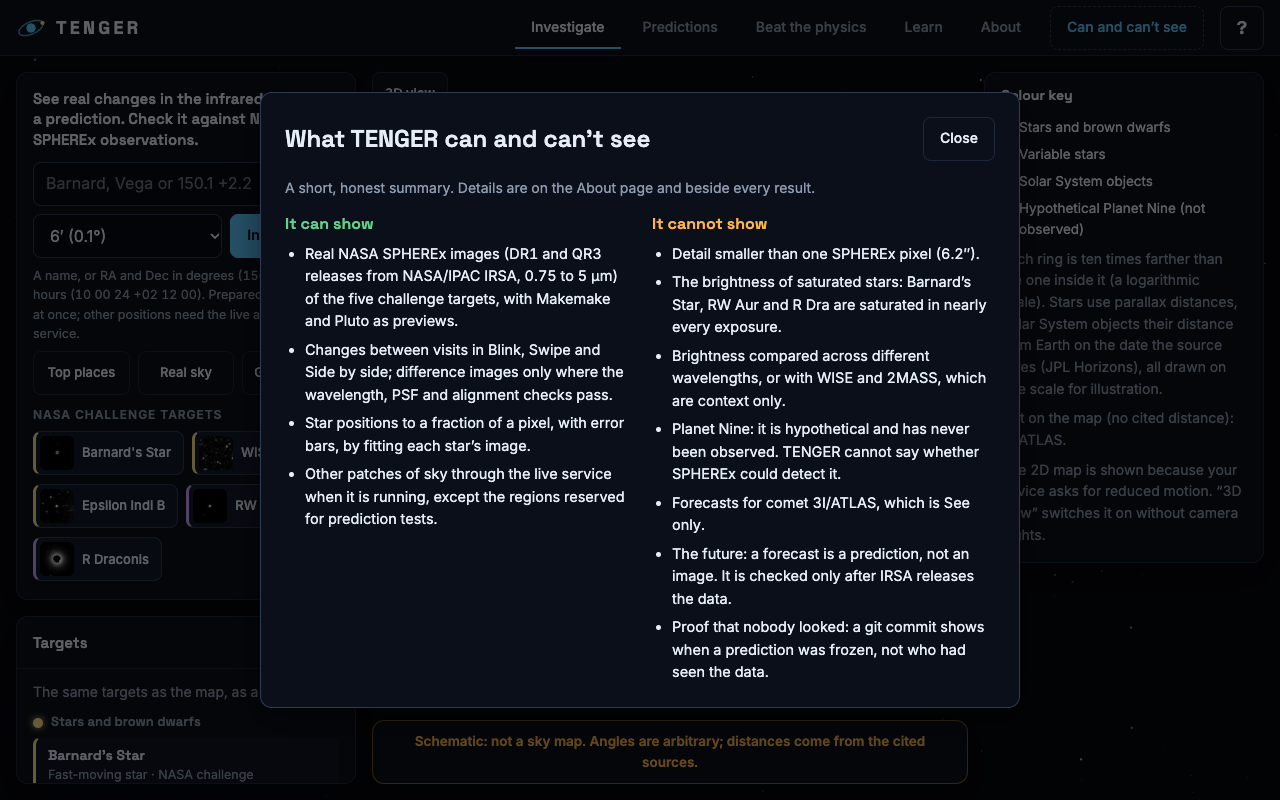 TENGER
Investigate
Predictions
Beat the physics
Learn
About
Can and can't see
?
See real changes in the infrared
a prediction. Check it against N
SPHEREx observations.
Barnard, Vega or 150.1 +2.2
6′ (0.1°)
In
A name, or RA and Dec in degrees (15
hours (10 00 24 +02 12 00). Prepared
at once; other positions need the live a
service.
Top places
Real sky
NASA CHALLENGE TARGETS
Barnard's Star
WIS
Epsilon Indi B
RW
R Draconis
Targets
The same targets as the map, as a
Stars and brown dwarfs
Barnard's Star
Fast-moving star · NASA challenge
3D view
What TENGER can and can't see
Close
A short, honest summary. Details are on the About page and beside every result.
It can show
• Real NASA SPHEREx images (DR1 and QR3
releases from NASA/IPAC IRSA, 0.75 to 5 µm)
of the five challenge targets, with Makemake
and Pluto as previews.
• Changes between visits in Blink, Swipe and
Side by side; difference images only where the
wavelength, PSF and alignment checks pass.
• Star positions to a fraction of a pixel, with error
bars, by fitting each star's image.
• Other patches of sky through the live service
when it is running, except the regions reserved
for prediction tests.
It cannot show
• Detail smaller than one SPHEREx pixel (6.2″).
• The brightness of saturated stars: Barnard's
Star, RW Aur and R Dra are saturated in nearly
every exposure.
• Brightness compared across different
wavelengths, or with WISE and 2MASS, which
are context only.
• Planet Nine: it is hypothetical and has never
been observed. TENGER cannot say whether
SPHEREx could detect it.
• Forecasts for comet 3I/ATLAS, which is See
only.
• The future: a forecast is a prediction, not an
image. It is checked only after IRSA releases
the data.
• Proof that nobody looked: a git commit shows
when a prediction was frozen, not who had
seen the data.
Schematic: not a sky map. Angles are arbitrary; distances come from the cited
sources.
Colour key
Stars and brown dwarfs
Variable stars
Solar System objects
Hypothetical Planet Nine (not
observed)
ch ring is ten times farther than
one inside it (a logarithmic
ale). Stars use parallax distances,
lar System objects their distance
m Earth on the date the source
es (JPL Horizons), all drawn on
e scale for illustration.
t on the map (no cited distance):
ATLAS.
e 2D map is shown because your
vice asks for reduced motion. "3D
w" switches it on without camera
hts.